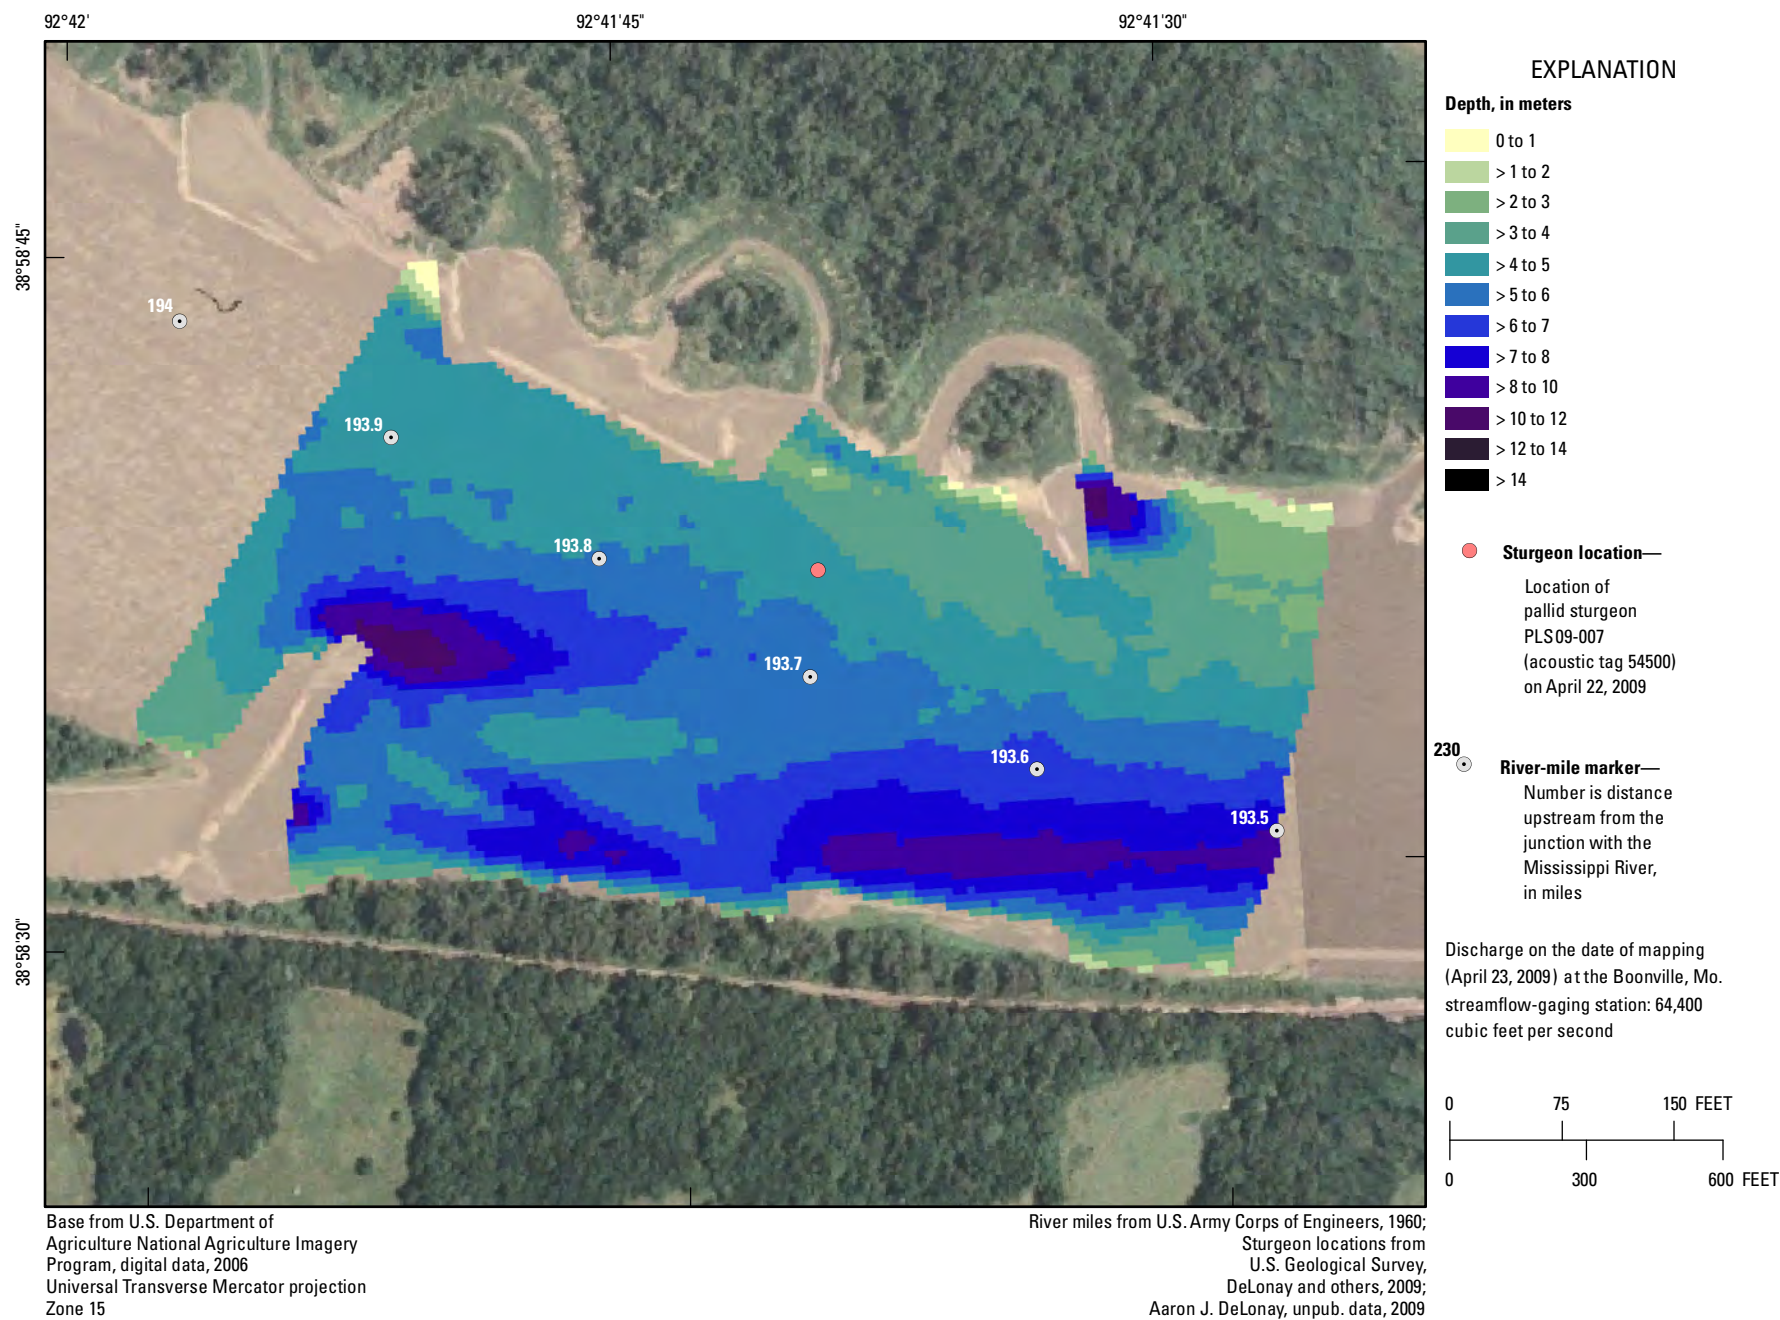 92°42'
92°41'45"
92°41'30"
38°58'45"
38°58'30"
194
193.9
193.8
193.7
193.6
193.5
EXPLANATION
Depth, in meters
0 to 1
> 1 to 2
> 2 to 3
> 3 to 4
> 4 to 5
> 5 to 6
> 6 to 7
> 7 to 8
> 8 to 10
> 10 to 12
> 12 to 14
> 14
Sturgeon location—
Location of
pallid sturgeon
PLS09-007
(acoustic tag 54500)
on April 22, 2009
230
River-mile marker—
Number is distance
upstream from the
junction with the
Mississippi River,
in miles
Discharge on the date of mapping
(April 23, 2009) at the Boonville, Mo.
streamflow-gaging station: 64,400
cubic feet per second
0 75 150 FEET
0 300 600 FEET
Base from U.S. Department of
Agriculture National Agriculture Imagery
Program, digital data, 2006
Universal Transverse Mercator projection
Zone 15
River miles from U.S. Army Corps of Engineers, 1960;
Sturgeon locations from
U.S. Geological Survey,
DeLonay and others, 2009;
Aaron J. DeLonay, unpub. data, 2009